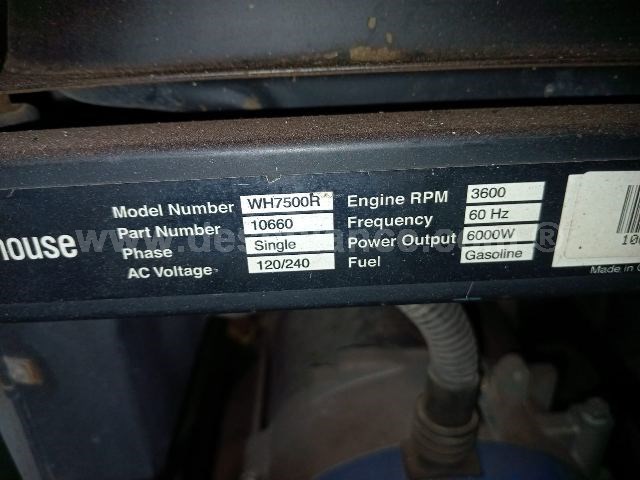 house
Model Number WH7500R
Part Number 10660
Phase Single
AC Voltage 120/240
Engine RPM 3600
Frequency 60 Hz
Power Output 6000W
Fuel Gasoline
Made in